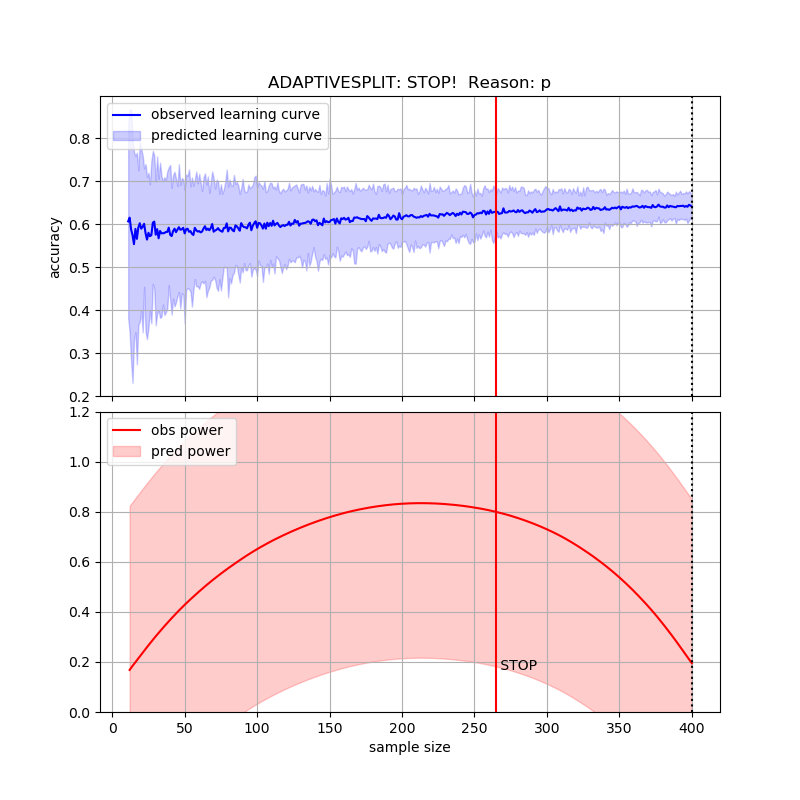 ADAPTIVESPLIT: STOP!  Reason: p
observed learning curve
predicted learning curve
accuracy
0.8
0.7
0.6
0.5
0.4
0.3
0.2
obs power
pred power
1.2
1.0
0.8
0.6
0.4
0.2
0.0
STOP
0 50 100 150 200 250 300 350 400
sample size